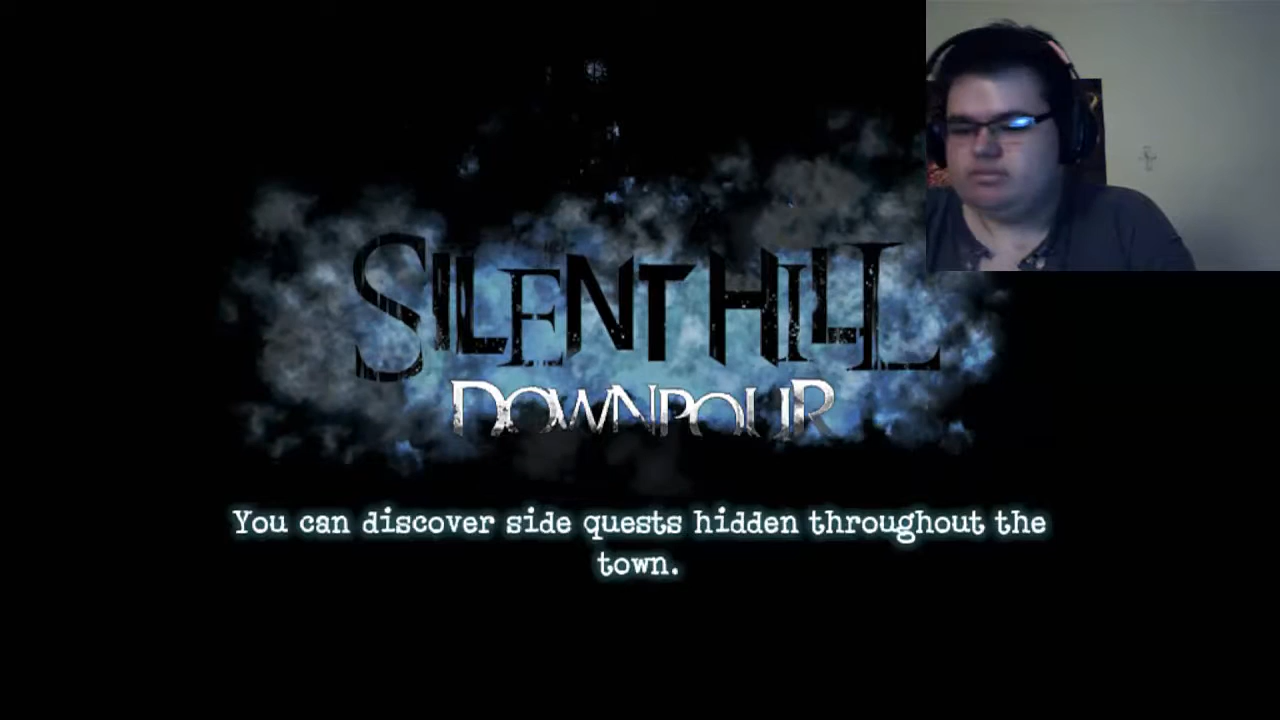 SILENT HILL
DOWNPOUR
You can discover side quests hidden throughout the
town.